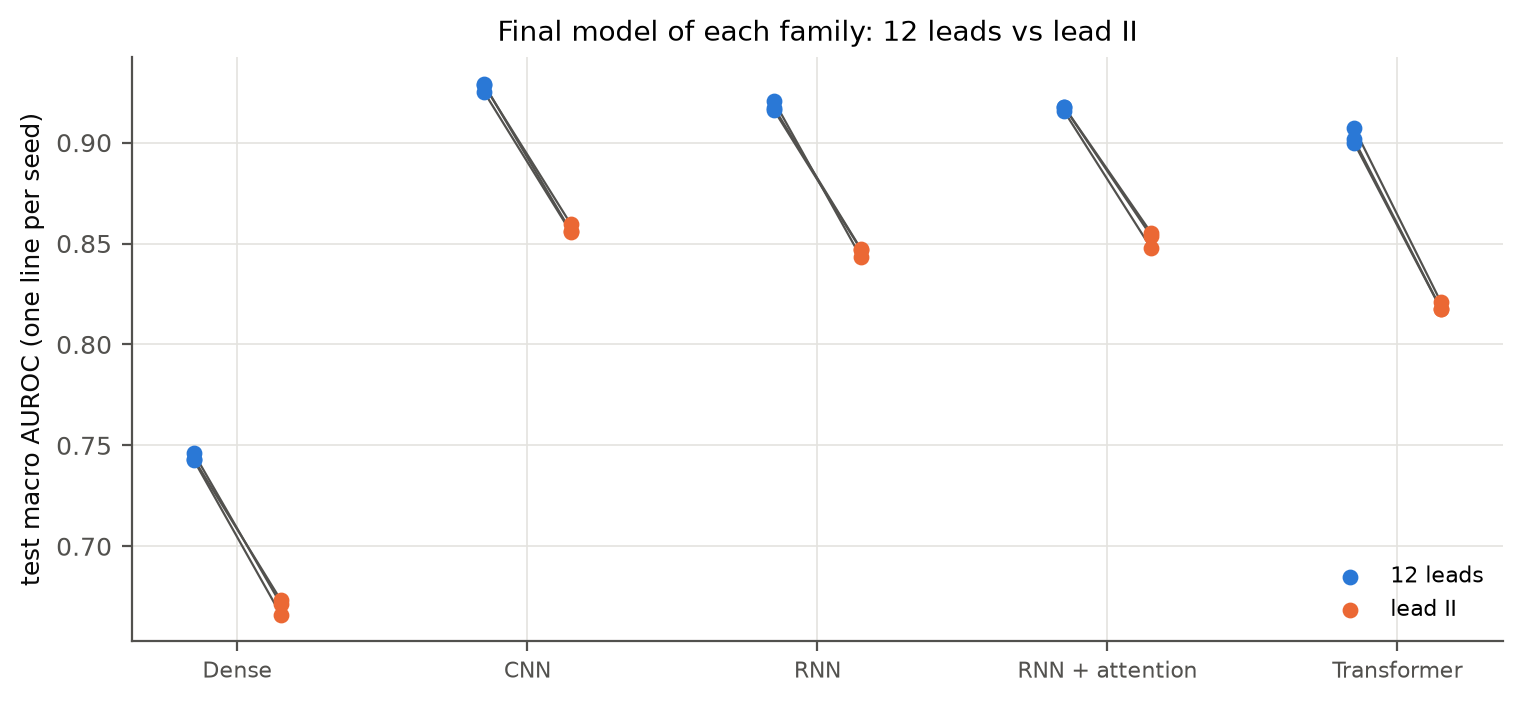 Final model of each family: 12 leads vs lead II
test macro AUROC (one line per seed)
0.90
0.85
0.80
0.75
0.70
12 leads
lead II
Dense
CNN
RNN
RNN + attention
Transformer